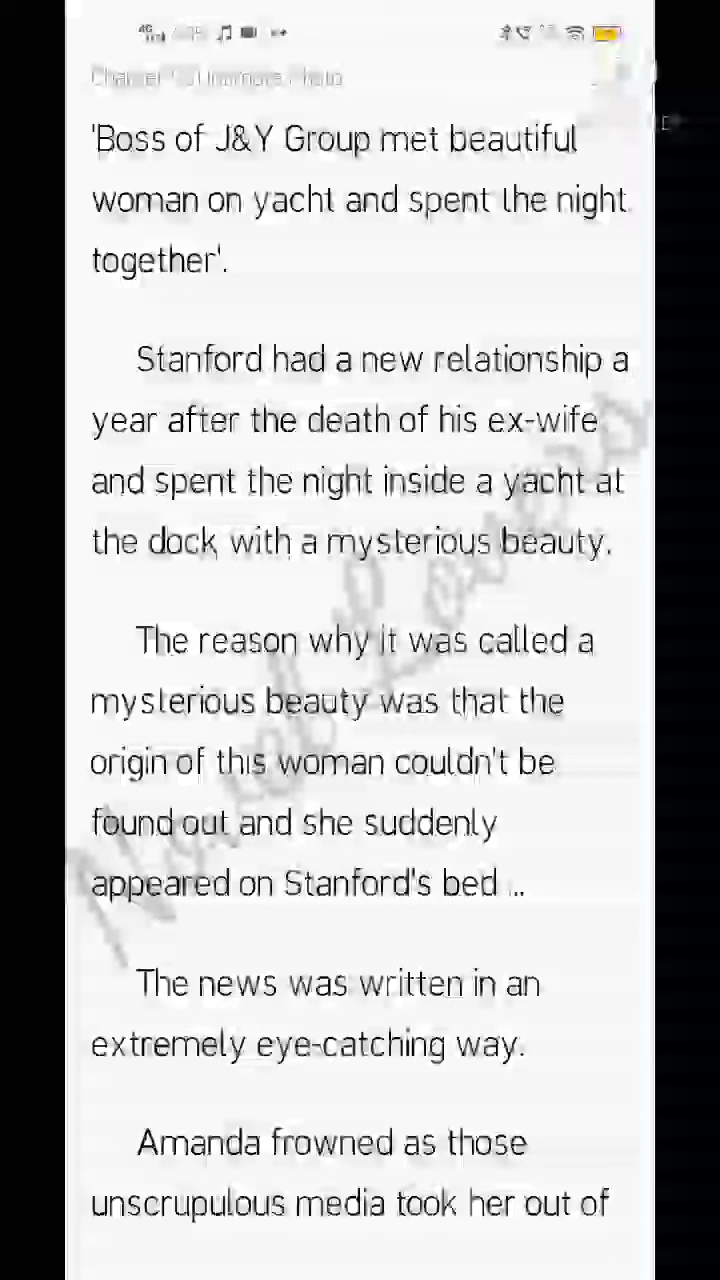 'Boss of J&Y Group met beautiful
woman on yacht and spent the night
together'.
Stanford had a new relationship a
year after the death of his ex-wife
and spent the night inside a yacht at
the dock with a mysterious beauty.
The reason why it was called a
mysterious beauty was that the
origin of this woman couldn't be
found out and she suddenly
appeared on Stanford's bed ...
The news was written in an
extremely eye-catching way.
Amanda frowned as those
unscrupulous media took her out of
Novel Lovers